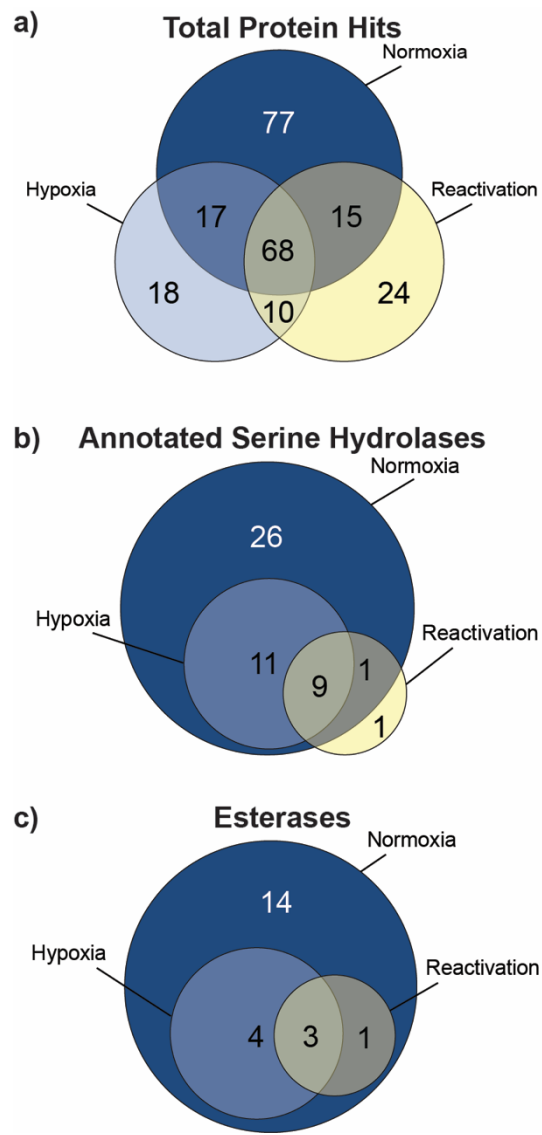 a) Total Protein Hits
Normoxia
77
Hypoxia
Reactivation
17
15
68
18
10
24
b) Annotated Serine Hydrolases
Normoxia
26
Hypoxia
Reactivation
11
9
1
1
c) Esterases
Normoxia
14
Hypoxia
Reactivation
4
3
1